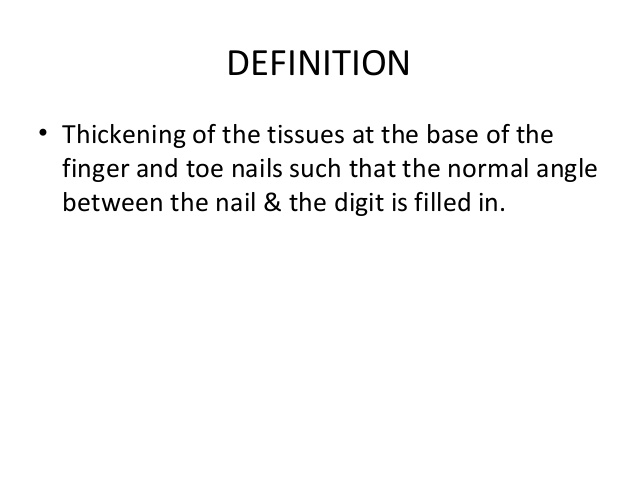 DEFINITION
• Thickening of the tissues at the base of the
finger and toe nails such that the normal angle
between the nail & the digit is filled in.